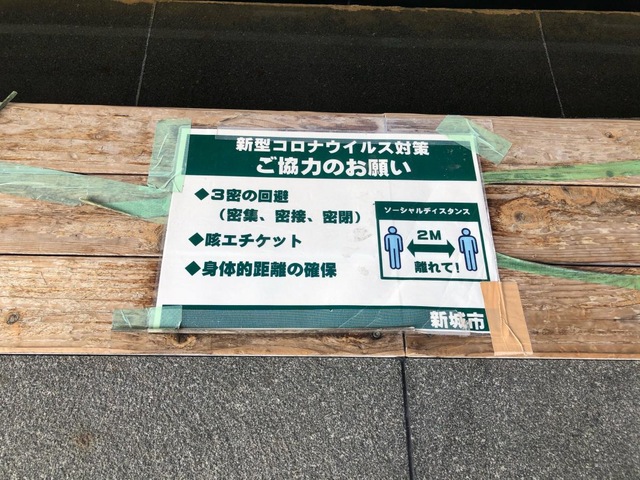 新型コロナウイルス対策
ご協力のお願い
◆3密の回避
(密集、密接、密閉)
◆咳エチケット
◆身体的距離の確保
ソーシャルディスタンス
2M
離れて!
新城市